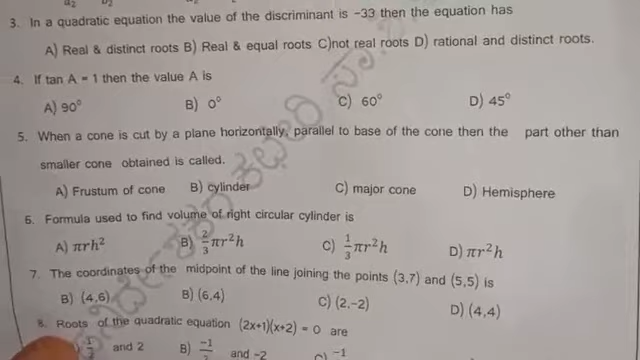 3. In a quadratic equation the value of the discriminant is -33 then the equation has
A) Real & distinct roots B) Real & equal roots C)not real roots D) rational and distinct roots.
4. If tan A = 1 then the value A is
A) 90° B) 0° C) 60° D) 45°
5. When a cone is cut by a plane horizontally, parallel to base of the cone then the part other than
smaller cone obtained is called.
A) Frustum of cone B) cylinder C) major cone D) Hemisphere
6. Formula used to find volume of right circular cylinder is
A) πrh² B) 2/3 πr²h C) 1/3 πr²h D) πr²h
7. The coordinates of the midpoint of the line joining the points (3,7) and (5,5) is
B) (4,6) B) (6,4) C) (2,-2) D) (4,4)
8. Roots of the quadratic equation (2x+1)(x+2) = 0 are
and 2 B) and -2